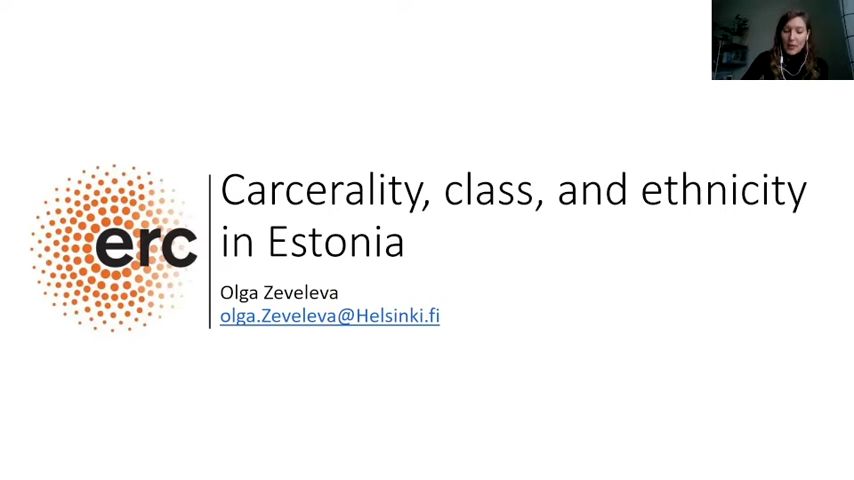 Carcerality, class, and ethnicity
in Estonia
erc
Olga Zeveleva
olga.Zeveleva@Helsinki.fi